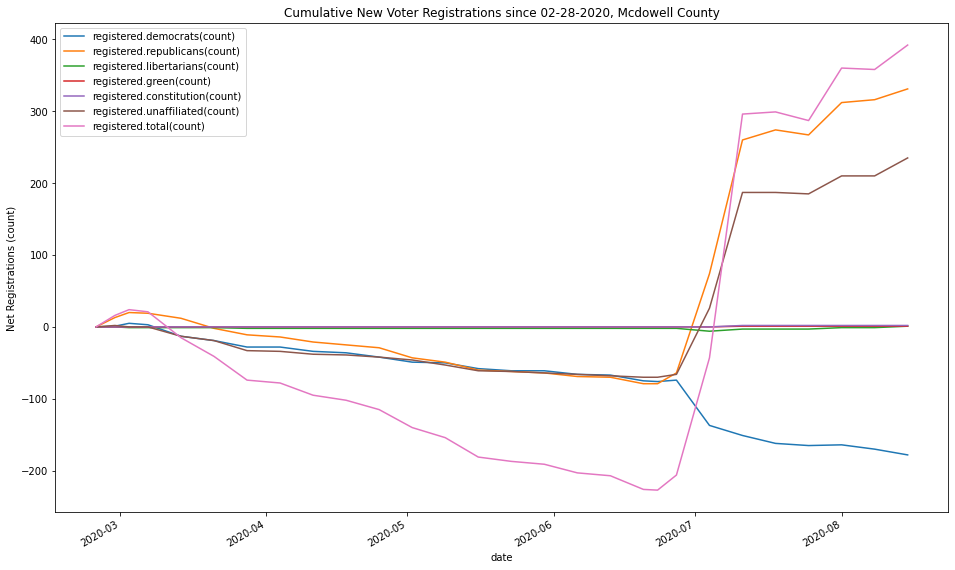 Cumulative New Voter Registrations since 02-28-2020, Mcdowell County
registered.democrats(count)
registered.republicans(count)
registered.libertarians(count)
registered.green(count)
registered.constitution(count)
registered.unaffiliated(count)
registered.total(count)
Net Registrations (count)
400
300
200
100
0
−100
−200
2020-03
2020-04
2020-05
2020-06
2020-07
2020-08
date